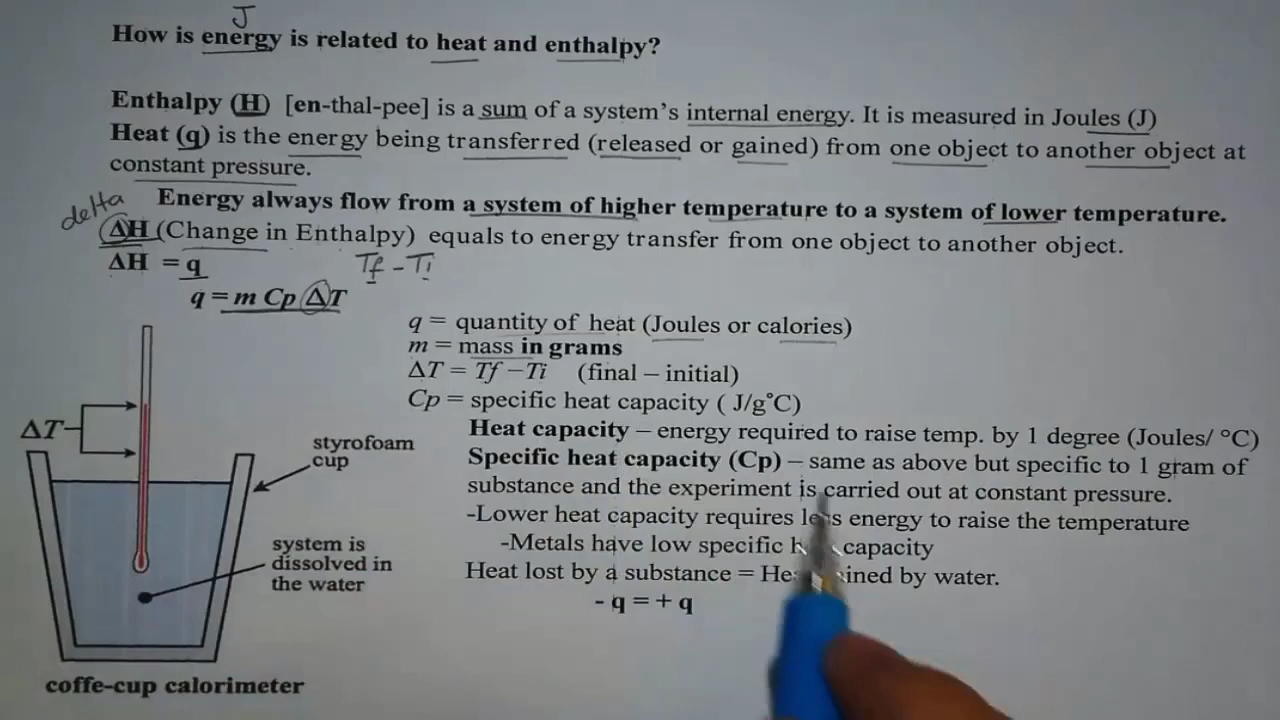 J
How is energy is related to heat and enthalpy?
Enthalpy (H) [en-thal-pee] is a sum of a system's internal energy. It is measured in Joules (J)
Heat (q) is the energy being transferred (released or gained) from one object to another object at
constant pressure.
delta
Energy always flow from a system of higher temperature to a system of lower temperature.
ΔH (Change in Enthalpy) equals to energy transfer from one object to another object.
ΔH = q
Tf - Ti
q = m Cp ΔT
q = quantity of heat (Joules or calories)
m = mass in grams
ΔT = Tf – Ti (final – initial)
Cp = specific heat capacity ( J/g°C)
Heat capacity – energy required to raise temp. by 1 degree (Joules/ °C)
Specific heat capacity (Cp) – same as above but specific to 1 gram of
substance and the experiment is carried out at constant pressure.
-Lower heat capacity requires less energy to raise the temperature
-Metals have low specific capacity
Heat lost by a substance = by water.
- q = + q
ΔT
styrofoam
cup
system is
dissolved in
the water
coffe-cup calorimeter